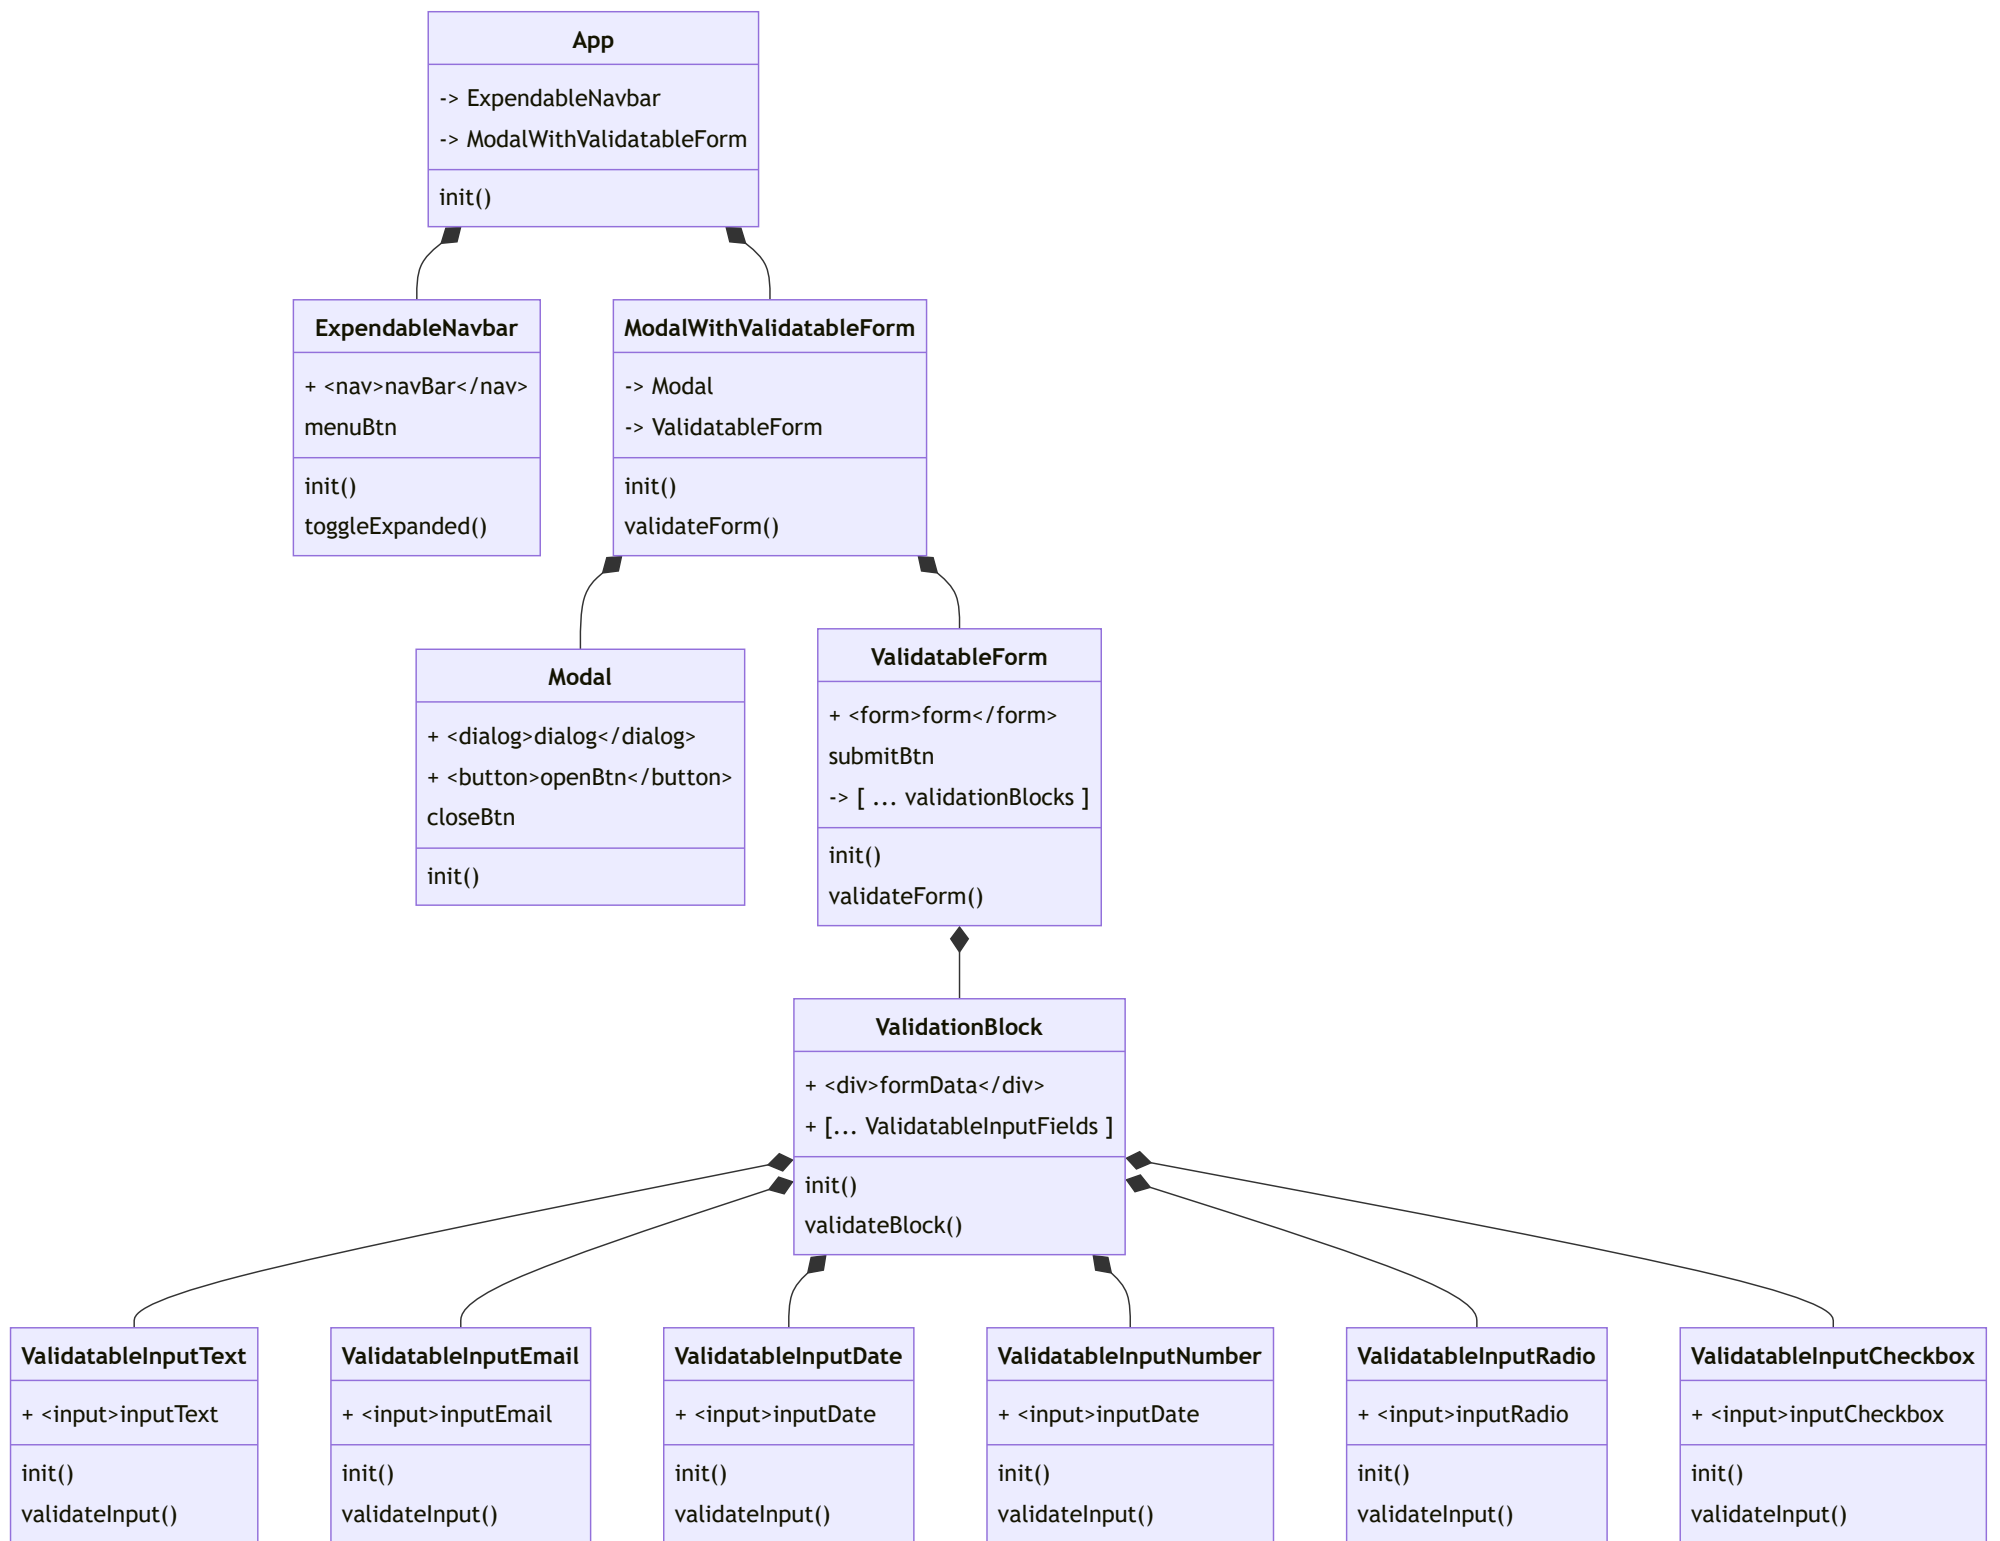 App
-> ExpendableNavbar
-> ModalWithValidatableForm
init()
ExpendableNavbar
+ <nav>navBar</nav>
menuBtn
init()
toggleExpanded()
ModalWithValidatableForm
-> Modal
-> ValidatableForm
init()
validateForm()
Modal
+ <dialog>dialog</dialog>
+ <button>openBtn</button>
closeBtn
init()
ValidatableForm
+ <form>form</form>
submitBtn
-> [ ... validationBlocks ]
init()
validateForm()
ValidationBlock
+ <div>formData</div>
+ [... ValidatableInputFields ]
init()
validateBlock()
ValidatableInputText
+ <input>inputText
init()
validateInput()
ValidatableInputEmail
+ <input>inputEmail
init()
validateInput()
ValidatableInputDate
+ <input>inputDate
init()
validateInput()
ValidatableInputNumber
+ <input>inputDate
init()
validateInput()
ValidatableInputRadio
+ <input>inputRadio
init()
validateInput()
ValidatableInputCheckbox
+ <input>inputCheckbox
init()
validateInput()